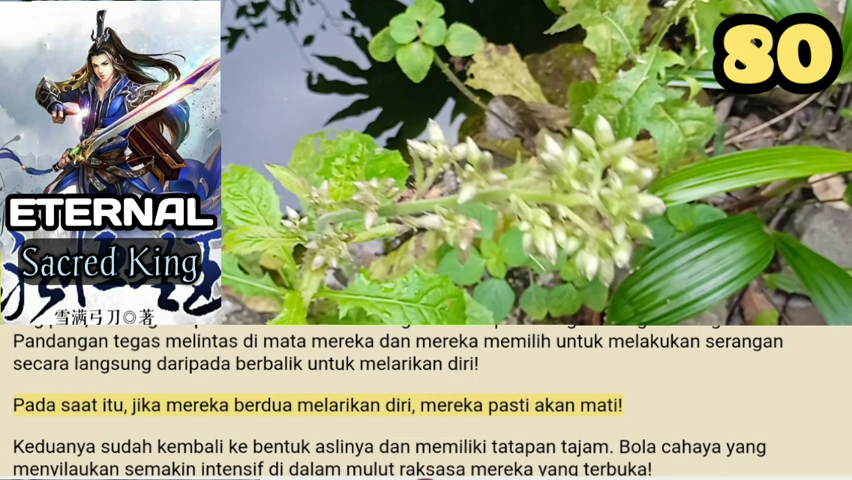 80
ETERNAL
Sacred King
雪满弓刀◎著
Pandangan tegas melintas di mata mereka dan mereka memilih untuk melakukan serangan
secara langsung daripada berbalik untuk melarikan diri!
Pada saat itu, jika mereka berdua melarikan diri, mereka pasti akan mati!
Keduanya sudah kembali ke bentuk aslinya dan memiliki tatapan tajam. Bola cahaya yang
menyilaukan semakin intensif di dalam mulut raksasa mereka yang terbuka!